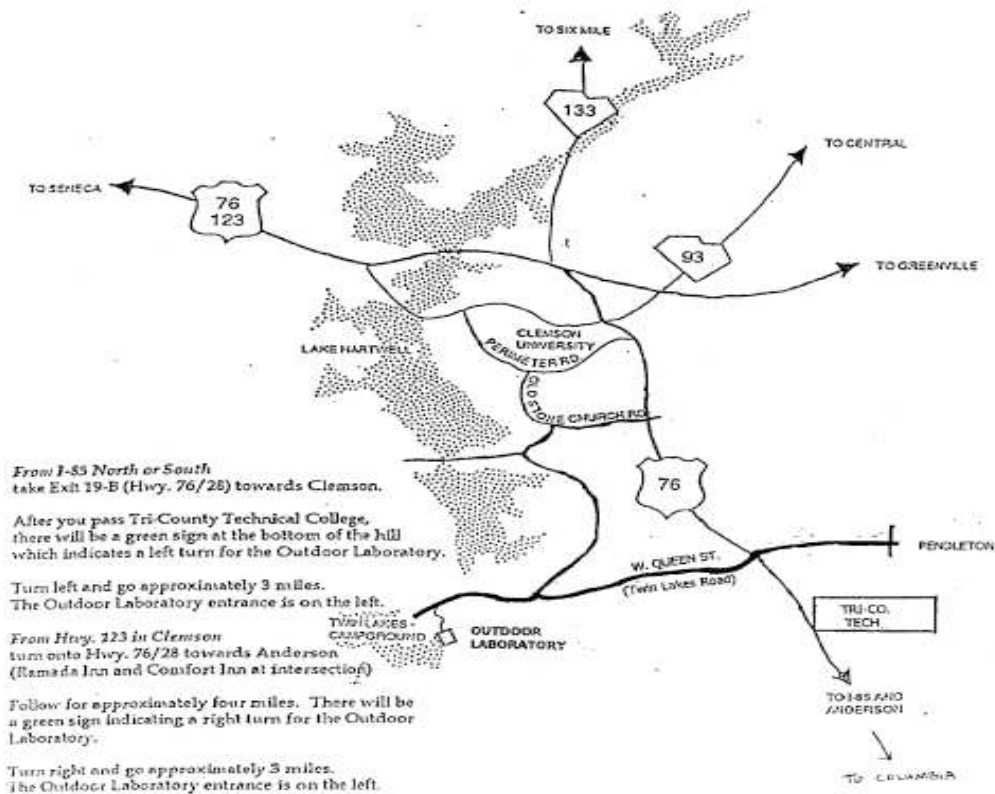 TO SIX MILE
133
TO CENTRAL
TO SENECA
76
123
93
TO GREENVILLE
CLEMSON
UNIVERSITY
LAKE HARTWELL
PERIMETER RD.
OLD STONE CHURCH RD.
From I-85 North or South
take Exit 19-B (Hwy. 76/28) towards Clemson.
76
After you pass Tri-County Technical College,
there will be a green sign at the bottom of the hill
which indicates a left turn for the Outdoor Laboratory.
PENDLETON
W. QUEEN ST.
(Twin Lakes Road)
Turn left and go approximately 3 miles.
The Outdoor Laboratory entrance is on the left.
TRI-CO.
TECH
TWIN LAKES
CAMPGROUND
OUTDOOR
LABORATORY
From Hwy. 123 in Clemson
turn onto Hwy. 76/28 towards Anderson
(Ramada Inn and Comfort Inn at intersection)
TO I-85 AND
ANDERSON
Follow for approximately four miles. There will be
a green sign indicating a right turn for the Outdoor
Laboratory.
Turn right and go approximately 3 miles.
The Outdoor Laboratory entrance is on the left.
TO COLUMBIA